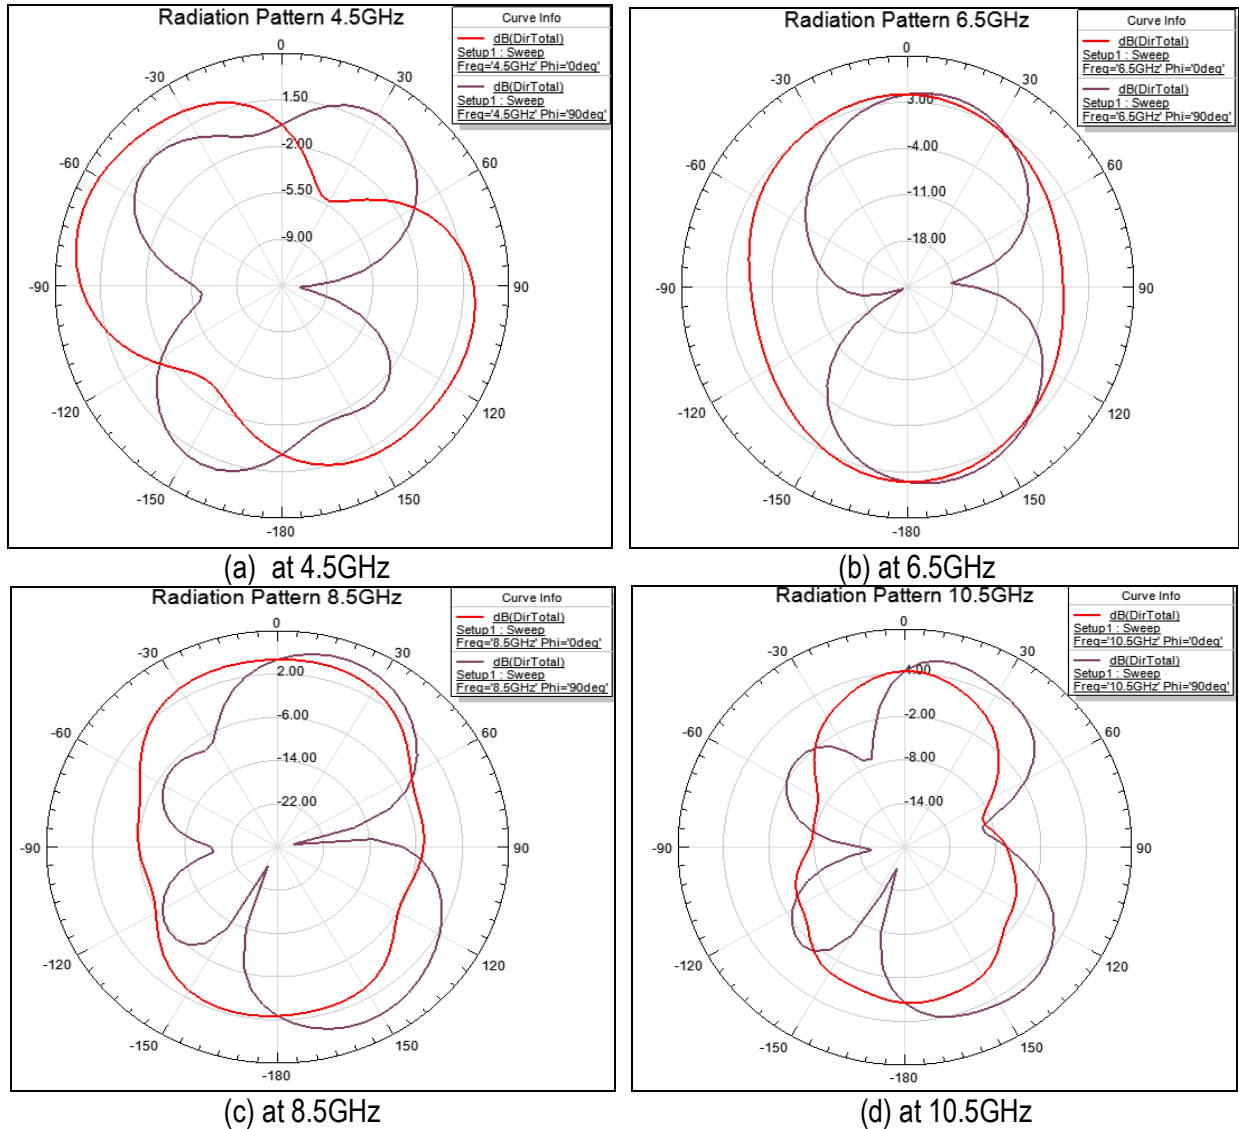 Radiation Pattern 4.5GHz
Curve Info
dB(DirTotal)
Setup1 : Sweep
Freq='4.5GHz' Phi='0deg'
dB(DirTotal)
Setup1 : Sweep
Freq='4.5GHz' Phi='90deg'
0
30
60
90
120
150
-180
-150
-120
-90
-60
-30
1.50
-2.00
-5.50
-9.00
(a) at 4.5GHz
Radiation Pattern 6.5GHz
Curve Info
dB(DirTotal)
Setup1 : Sweep
Freq='6.5GHz' Phi='0deg'
dB(DirTotal)
Setup1 : Sweep
Freq='6.5GHz' Phi='90deg'
0
30
60
90
120
150
-180
-150
-120
-90
-60
-30
3.00
-4.00
-11.00
-18.00
(b) at 6.5GHz
Radiation Pattern 8.5GHz
Curve Info
dB(DirTotal)
Setup1 : Sweep
Freq='8.5GHz' Phi='0deg'
dB(DirTotal)
Setup1 : Sweep
Freq='8.5GHz' Phi='90deg'
0
30
60
90
120
150
-180
-150
-120
-90
-60
-30
2.00
-6.00
-14.00
-22.00
(c) at 8.5GHz
Radiation Pattern 10.5GHz
Curve Info
dB(DirTotal)
Setup1 : Sweep
Freq='10.5GHz' Phi='0deg'
dB(DirTotal)
Setup1 : Sweep
Freq='10.5GHz' Phi='90deg'
0
30
60
90
120
150
-180
-150
-120
-90
-60
-30
4.00
-2.00
-8.00
-14.00
(d) at 10.5GHz